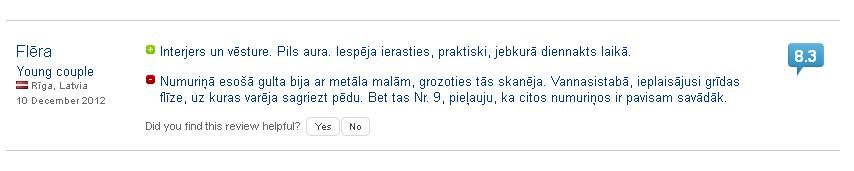 Flēra
Young couple
Rīga, Latvia
10 December 2012
Interjers un vēsture. Pils aura. Iespēja ierasties, praktiski, jebkurā diennakts laikā.
Numuriņā esošā gulta bija ar metāla malām, grozoties tās skanēja. Vannasistabā, ieplaisājusi grīdas
flīze, uz kuras varēja sagriezt pēdu. Bet tas Nr. 9, pieļauju, ka citos numuriņos ir pavisam savādāk.
Did you find this review helpful? Yes No
8.3